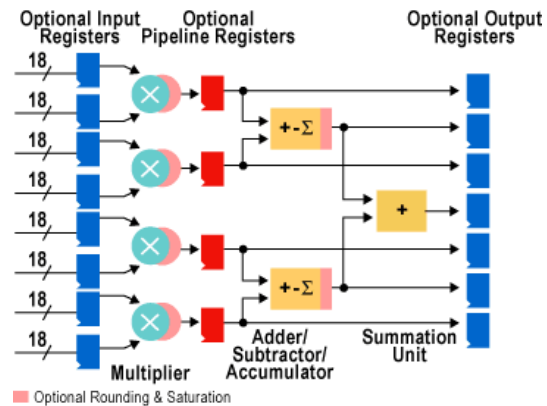 Optional Input
Registers
Optional
Pipeline Registers
Optional Output
Registers
18
18
18
18
18
18
18
18
+-Σ
+
+-Σ
Multiplier
Adder/
Subtractor/
Accumulator
Summation
Unit
Optional Rounding & Saturation